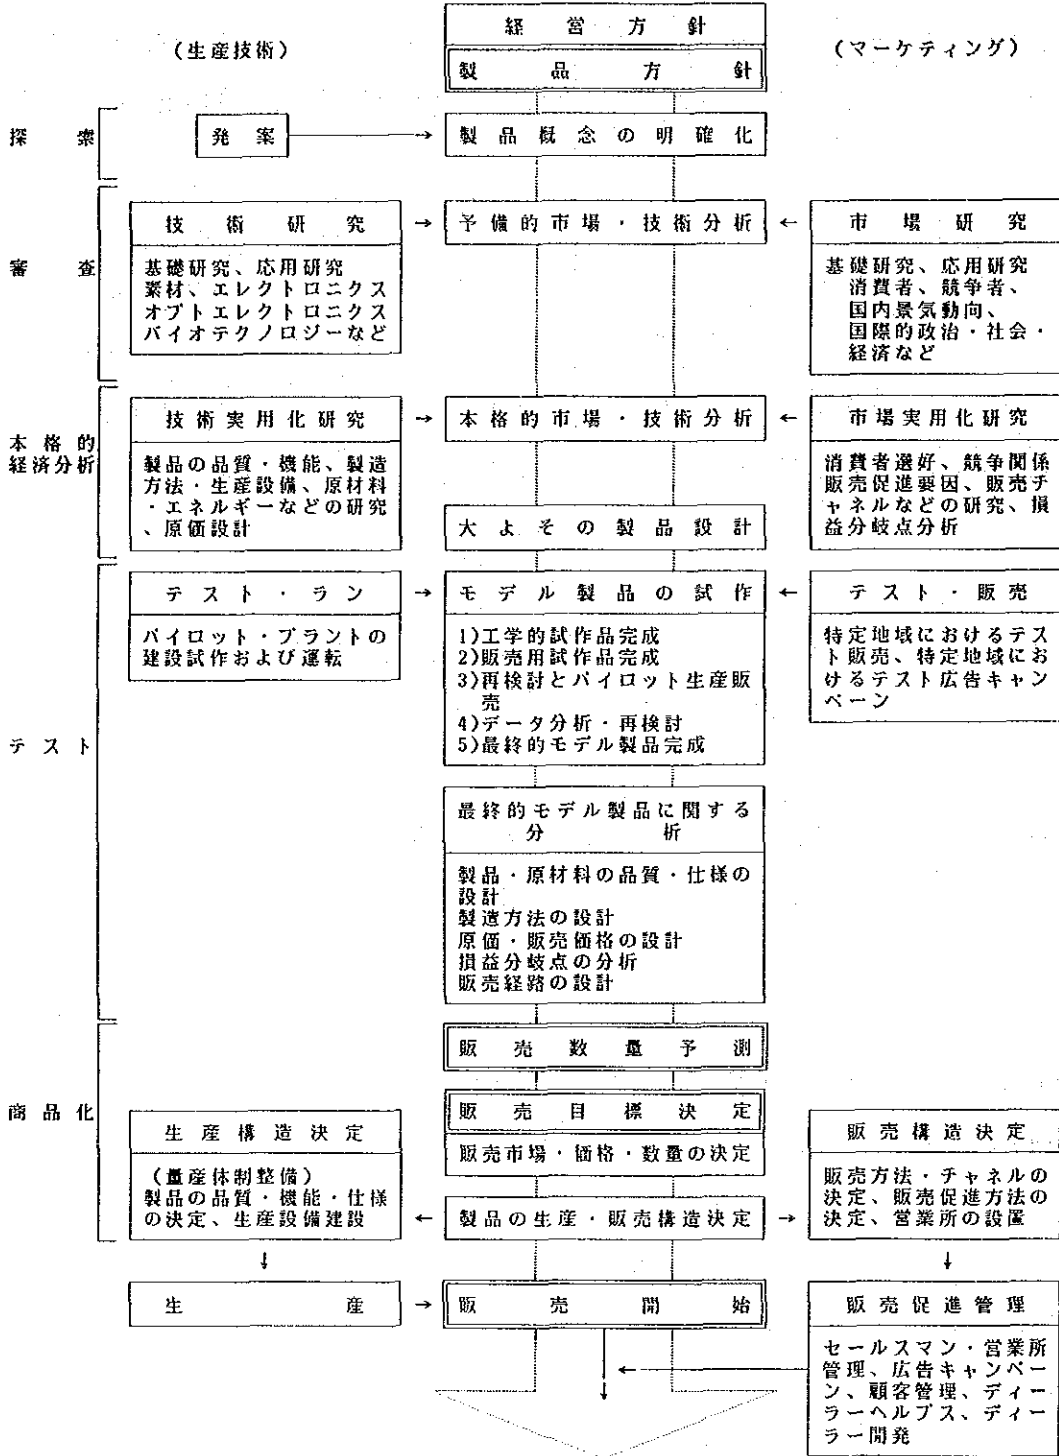 経営方針
(生産技術)
(マーケティング)
製品方針
探索
発案
→
製品概念の明確化
審査
技術研究
→
予備的市場・技術分析
←
市場研究
基礎研究、応用研究
素材、エレクトロニクス
オプトエレクトロニクス
バイオテクノロジーなど
基礎研究、応用研究
消費者、競争者、
国内景気動向、
国際的政治・社会・
経済など
本格的
経済分析
技術実用化研究
→
本格的市場・技術分析
←
市場実用化研究
製品の品質・機能、製造
方法・生産設備、原材料
・エネルギーなどの研究
、原価設計
消費者選好、競争関係
販売促進要因、販売チ
ャネルなどの研究、損
益分岐点分析
大よその製品設計
テスト
テスト・ラン
→
モデル製品の試作
←
テスト・販売
パイロット・プラントの
建設試作および運転
1)工学的試作品完成
2)販売用試作品完成
3)再検討とパイロット生産販
売
4)データ分析・再検討
5)最終的モデル製品完成
特定地域におけるテス
ト販売、特定地域にお
けるテスト広告キャン
ペーン
最終的モデル製品に関する
分析
製品・原材料の品質・仕様の
設計
製造方法の設計
原価・販売価格の設計
損益分岐点の分析
販売経路の設計
商品化
販売数量予測
販売目標決定
販売市場・価格・数量の決定
生産構造決定
(量産体制整備)
製品の品質・機能・仕様
の決定、生産設備建設
←
製品の生産・販売構造決定
→
販売構造決定
販売方法・チャネルの
決定、販売促進方法の
決定、営業所の設置
↓
↓
生産
→
販売開始
販売促進管理
セールスマン・営業所
管理、広告キャンペー
ン、顧客管理、ディー
ラーヘルプス、ディー
ラー開発